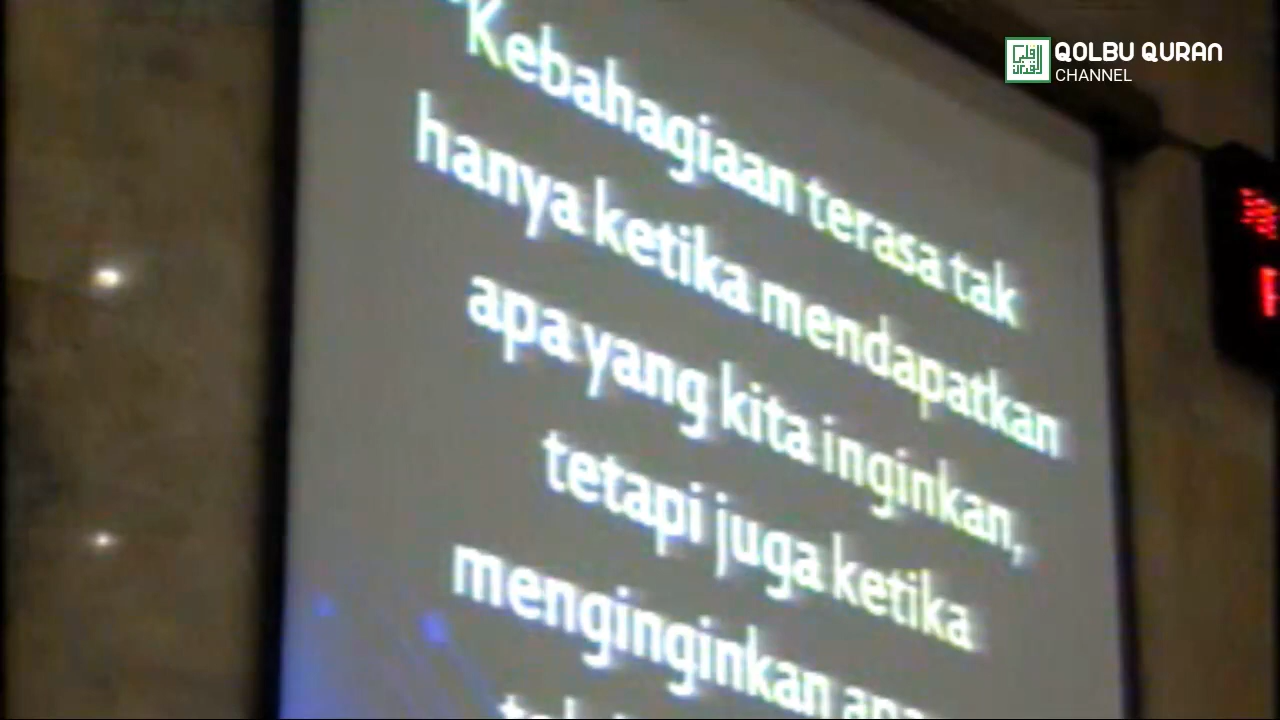 QOLBU QURAN
CHANNEL
"Kebahagiaan terasa tak
hanya ketika mendapatkan
apa yang kita inginkan,
tetapi juga ketika
menginginkan